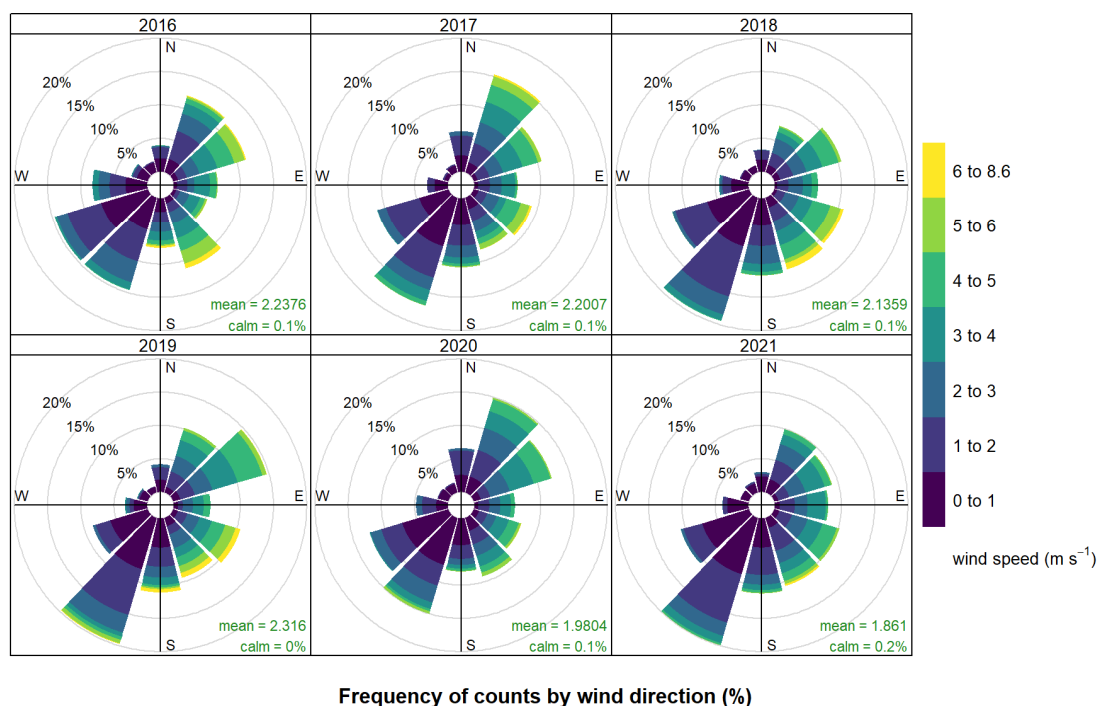 2016 2017 2018
N N N
20% 20% 20%
15% 15% 15%
10% 10% 10%
5% 5% 5%
W E W E W E
S S S
mean = 2.2376 mean = 2.2007 mean = 2.1359
calm = 0.1% calm = 0.1% calm = 0.1%
2019 2020 2021
N N N
20% 20% 20%
15% 15% 15%
10% 10% 10%
5% 5% 5%
W E W E W E
mean = 2.316 mean = 1.9804 mean = 1.861
S S S
calm = 0% calm = 0.1% calm = 0.2%
6 to 8.6
5 to 6
4 to 5
3 to 4
2 to 3
1 to 2
0 to 1
wind speed (m s⁻¹)
Frequency of counts by wind direction (%)